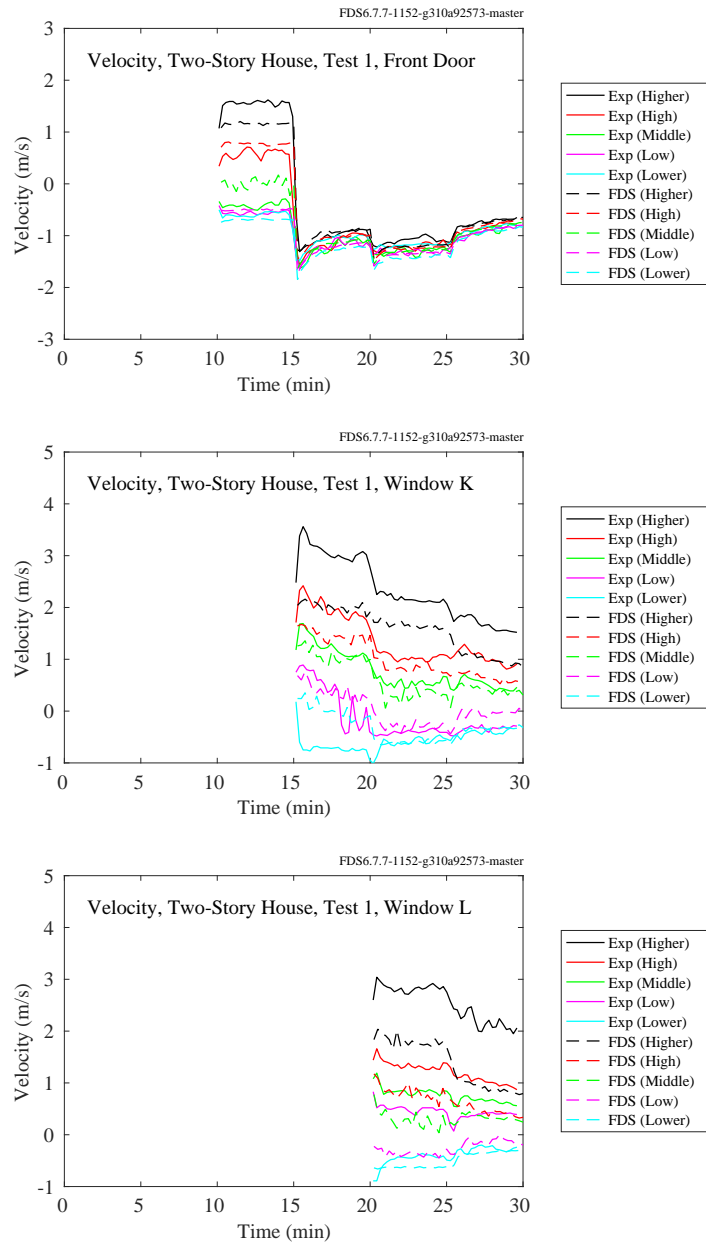 FDS6.7.7-1152-g310a92573-master
Velocity, Two-Story House, Test 1, Front Door
3
2
1
0
-1
-2
-3
Velocity (m/s)
0 5 10 15 20 25 30
Time (min)
Exp (Higher)
Exp (High)
Exp (Middle)
Exp (Low)
Exp (Lower)
FDS (Higher)
FDS (High)
FDS (Middle)
FDS (Low)
FDS (Lower)
FDS6.7.7-1152-g310a92573-master
Velocity, Two-Story House, Test 1, Window K
5
4
3
2
1
0
-1
Velocity (m/s)
0 5 10 15 20 25 30
Time (min)
Exp (Higher)
Exp (High)
Exp (Middle)
Exp (Low)
Exp (Lower)
FDS (Higher)
FDS (High)
FDS (Middle)
FDS (Low)
FDS (Lower)
FDS6.7.7-1152-g310a92573-master
Velocity, Two-Story House, Test 1, Window L
5
4
3
2
1
0
-1
Velocity (m/s)
0 5 10 15 20 25 30
Time (min)
Exp (Higher)
Exp (High)
Exp (Middle)
Exp (Low)
Exp (Lower)
FDS (Higher)
FDS (High)
FDS (Middle)
FDS (Low)
FDS (Lower)